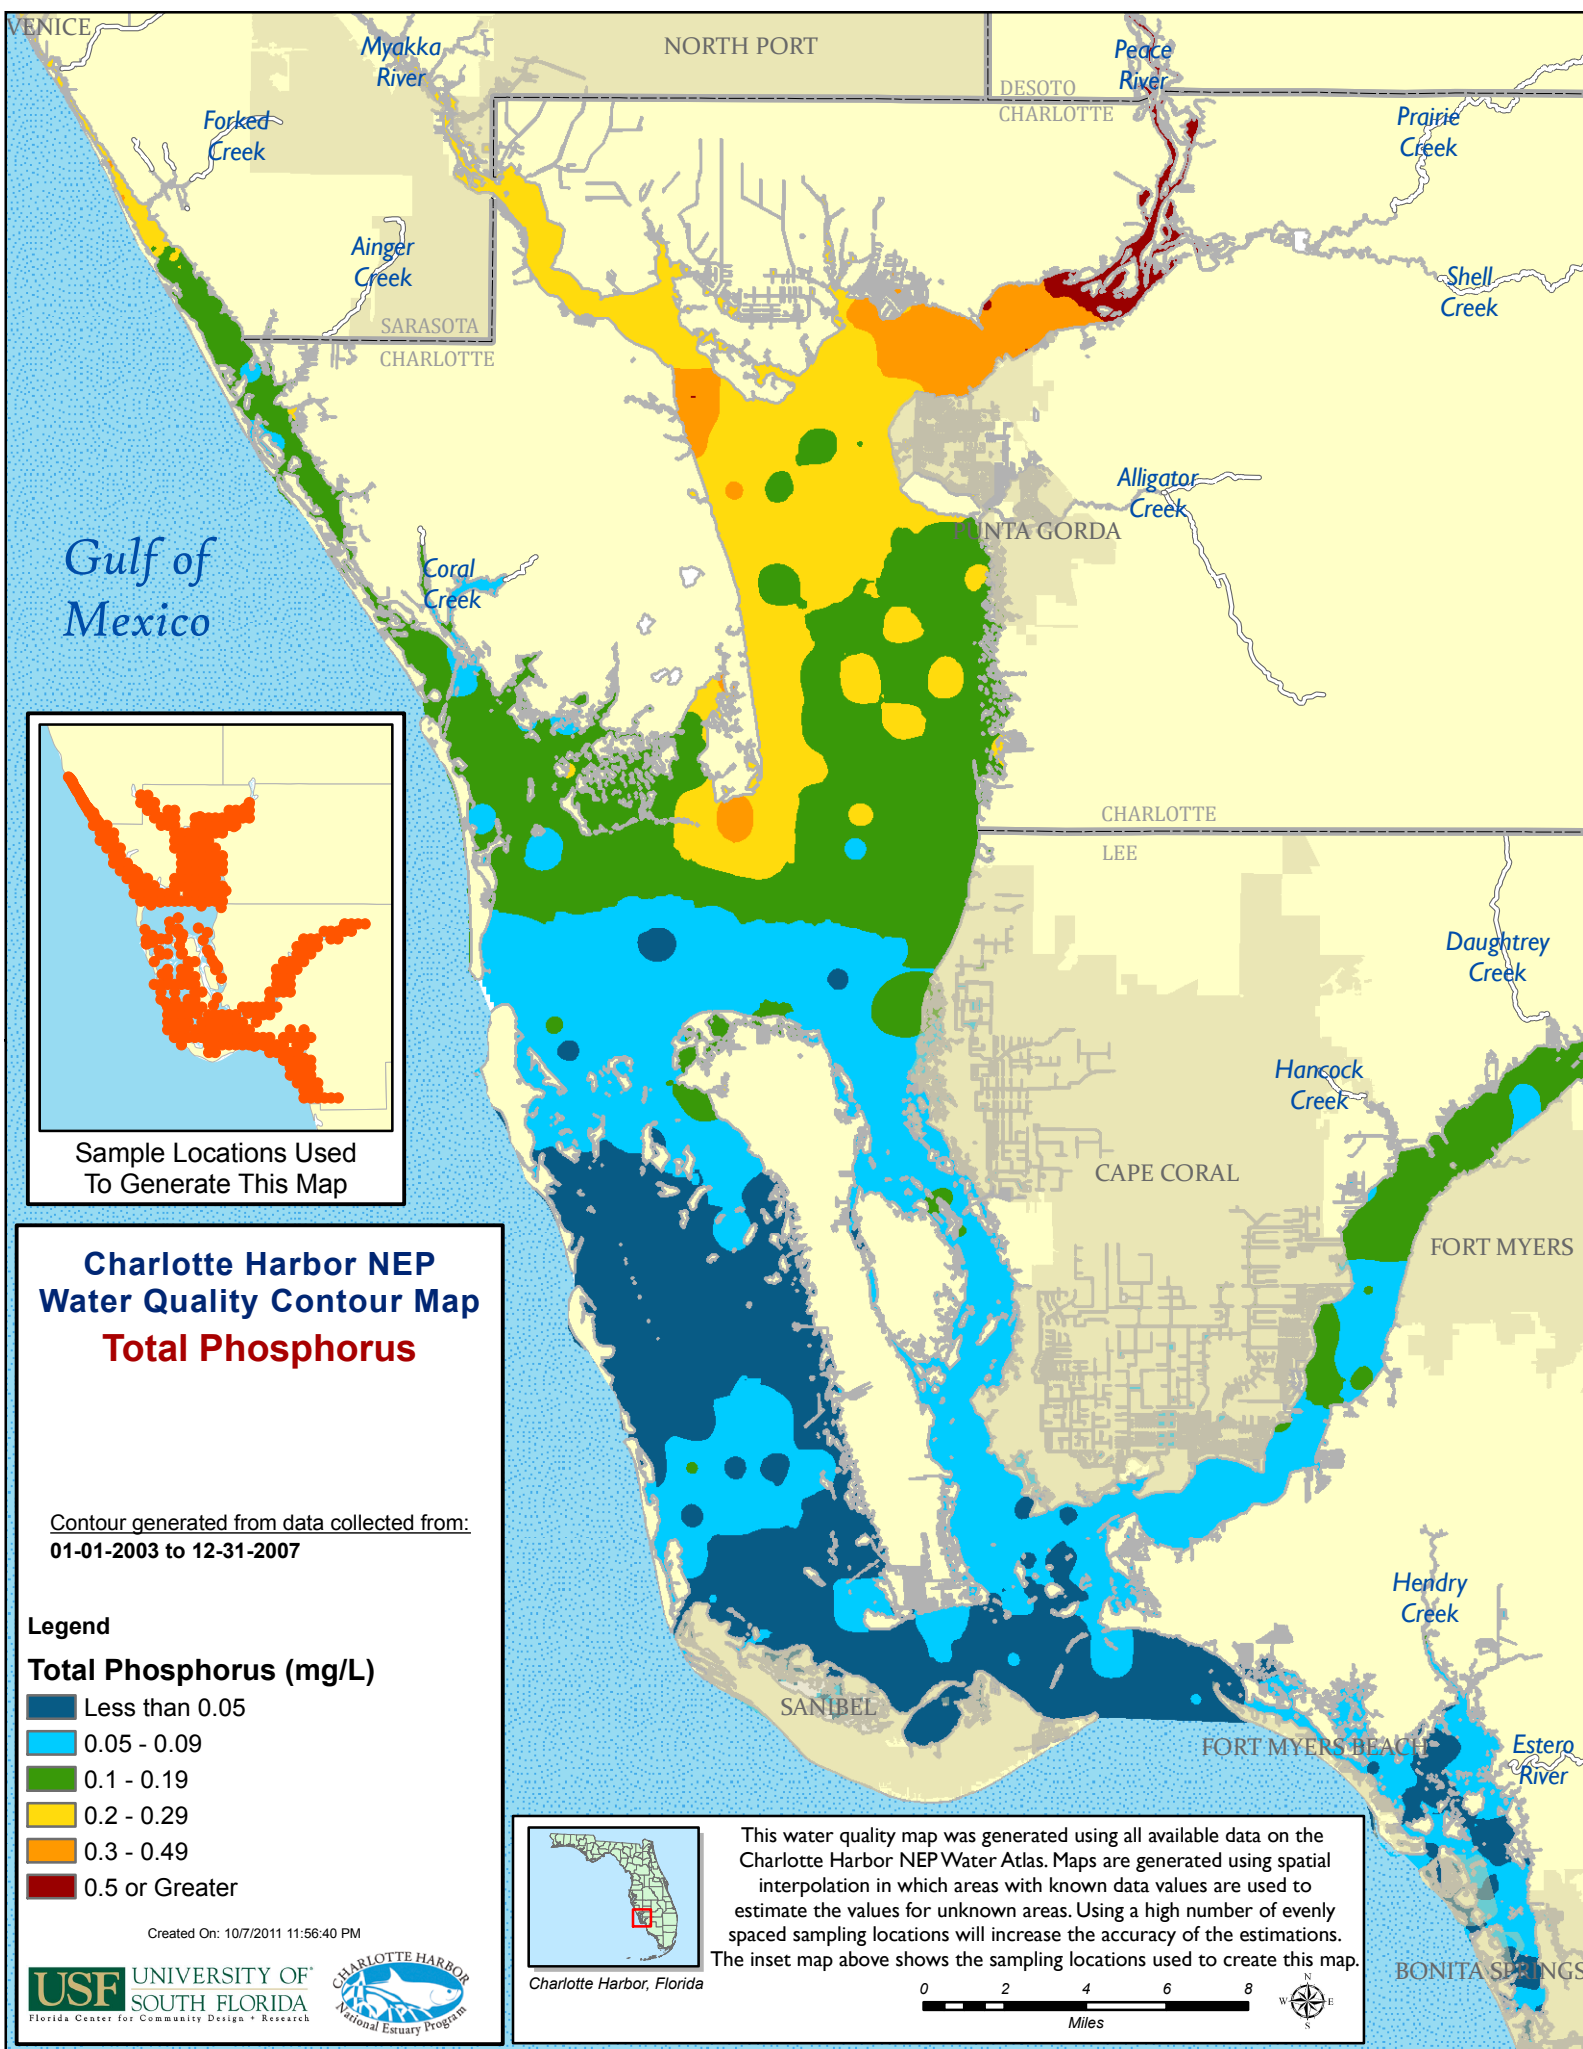 VENICE
Myakka
River
NORTH PORT
Peace
River
DESOTO
CHARLOTTE
Forked
Creek
Prairie
Creek
Ainger
Creek
Shell
Creek
SARASOTA
CHARLOTTE
Alligator
Creek
PUNTA GORDA
Gulf of
Mexico
Coral
Creek
CHARLOTTE
LEE
Daughtrey
Creek
Hancock
Creek
CAPE CORAL
FORT MYERS
Sample Locations Used
To Generate This Map
Charlotte Harbor NEP
Water Quality Contour Map
Total Phosphorus
Contour generated from data collected from:
01-01-2003 to 12-31-2007
Hendry
Creek
Legend
Total Phosphorus (mg/L)
Less than 0.05
0.05 - 0.09
0.1 - 0.19
0.2 - 0.29
0.3 - 0.49
0.5 or Greater
SANIBEL
FORT MYERS BEACH
Estero
River
BONITA SPRINGS
Created On: 10/7/2011 11:56:40 PM
USF UNIVERSITY OF
SOUTH FLORIDA
Florida Center for Community Design + Research
CHARLOTTE HARBOR
National Estuary Program
Charlotte Harbor, Florida
This water quality map was generated using all available data on the
Charlotte Harbor NEP Water Atlas. Maps are generated using spatial
interpolation in which areas with known data values are used to
estimate the values for unknown areas. Using a high number of evenly
spaced sampling locations will increase the accuracy of the estimations.
The inset map above shows the sampling locations used to create this map.
0 2 4 6 8
Miles
N
W E
S